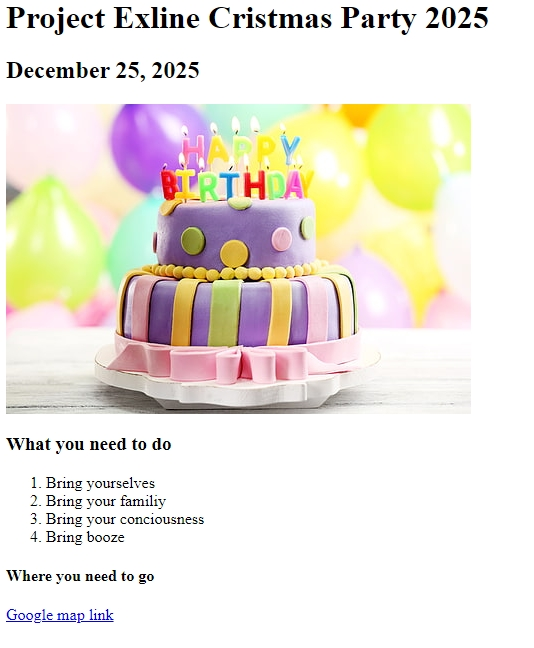 Project Exline Cristmas Party 2025
December 25, 2025
HAPPY
BIRTHDAY
What you need to do
1. Bring yourselves
2. Bring your familiy
3. Bring your conciousness
4. Bring booze
Where you need to go
Google map link